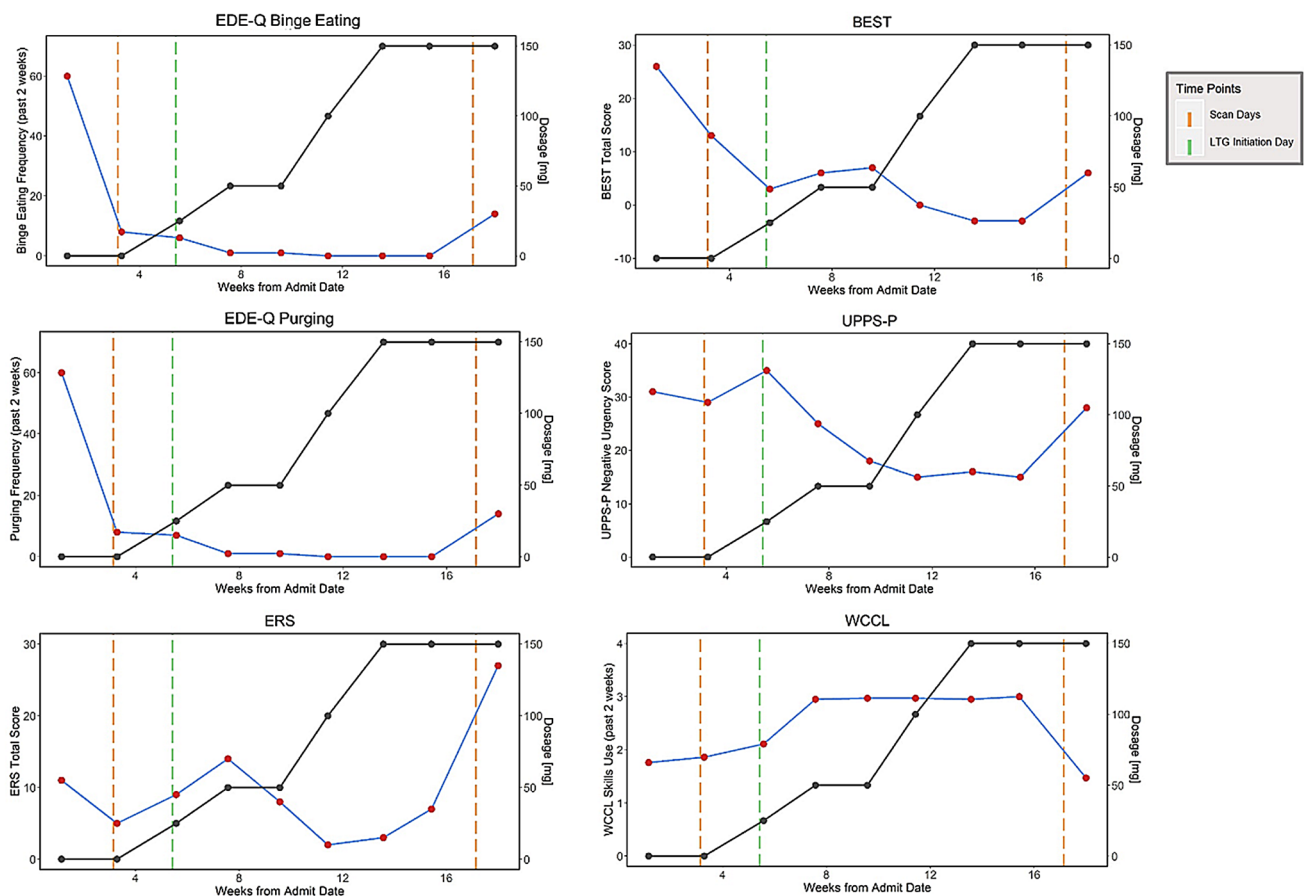 EDE-Q Binge Eating
Binge Eating Frequency (past 2 weeks)
60
40
20
0
150
100
50
0
Dosage [mg]
4 8 12 16
Weeks from Admit Date
BEST
BEST Total Score
30
20
10
0
-10
150
100
50
0
Dosage [mg]
4 8 12 16
Weeks from Admit Date
Time Points
Scan Days
LTG Initiation Day
EDE-Q Purging
Purging Frequency (past 2 weeks)
60
40
20
0
150
100
50
0
Dosage [mg]
4 8 12 16
Weeks from Admit Date
UPPS-P
UPPS-P Negative Urgency Score
40
30
20
10
0
150
100
50
0
Dosage [mg]
4 8 12 16
Weeks from Admit Date
ERS
ERS Total Score
30
20
10
0
150
100
50
0
Dosage [mg]
4 8 12 16
Weeks from Admit Date
WCCL
WCCL Skills Use (past 2 weeks)
4
3
2
1
0
150
100
50
0
Dosage [mg]
4 8 12 16
Weeks from Admit Date